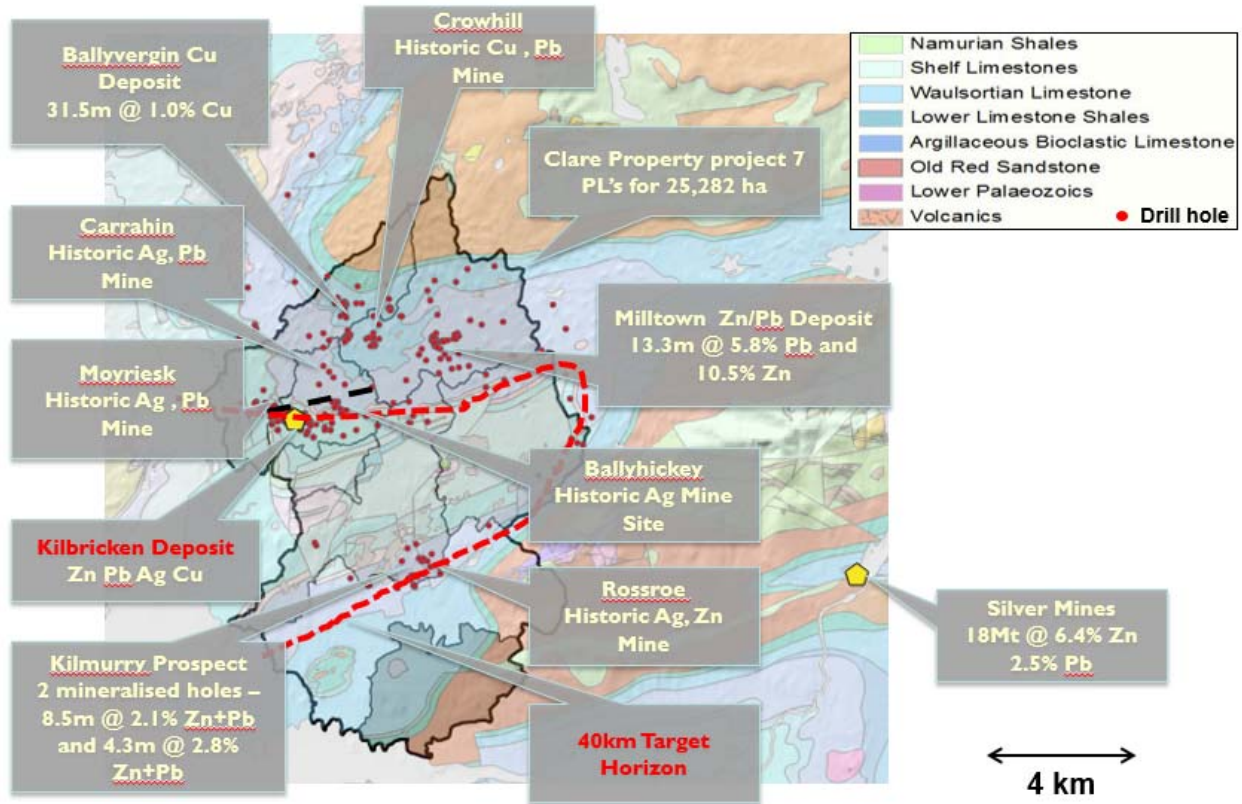 Crowhill
Historic Cu , Pb
Mine
Ballyvergin Cu
Deposit
31.5m @ 1.0% Cu
Namurian Shales
Shelf Limestones
Waulsortian Limestone
Lower Limestone Shales
Argillaceous Bioclastic Limestone
Old Red Sandstone
Lower Palaeozoics
Volcanics
Drill hole
Clare Property project 7
PL's for 25,282 ha
Carrahin
Historic Ag, Pb
Mine
Milltown Zn/Pb Deposit
13.3m @ 5.8% Pb and
10.5% Zn
Moyriesk
Historic Ag , Pb
Mine
Ballyhickey
Historic Ag Mine
Site
Kilbricken Deposit
Zn Pb Ag Cu
Rossroe
Historic Ag, Zn
Mine
Silver Mines
18Mt @ 6.4% Zn
2.5% Pb
Kilmurry Prospect
2 mineralised holes –
8.5m @ 2.1% Zn+Pb
and 4.3m @ 2.8%
Zn+Pb
40km Target
Horizon
4 km